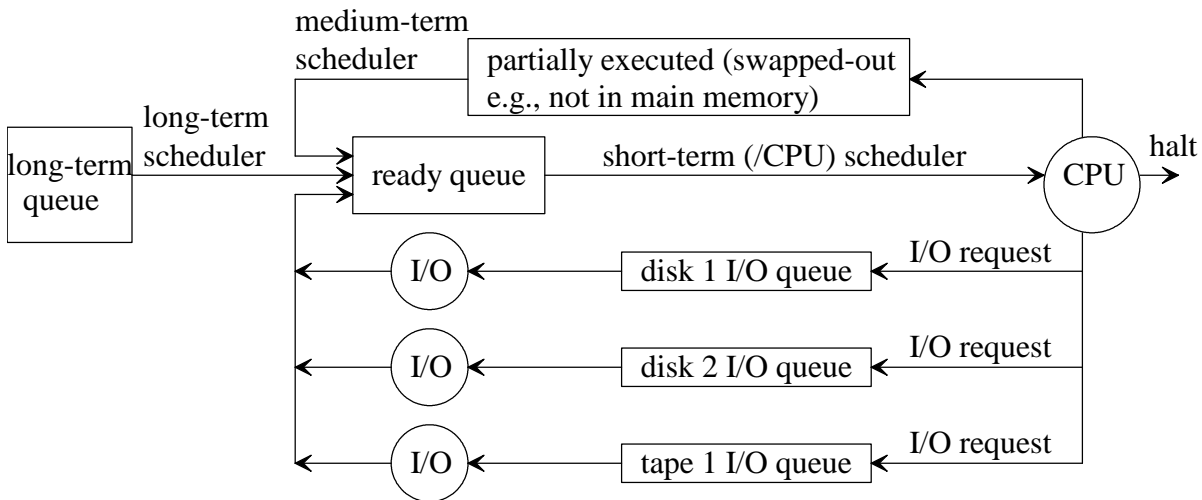 medium-term
scheduler
partially executed (swapped-out
e.g., not in main memory)
long-term
scheduler
long-term
queue
ready queue
short-term (/CPU) scheduler
CPU
halt
I/O
disk 1 I/O queue
I/O request
I/O
disk 2 I/O queue
I/O request
I/O
tape 1 I/O queue
I/O request